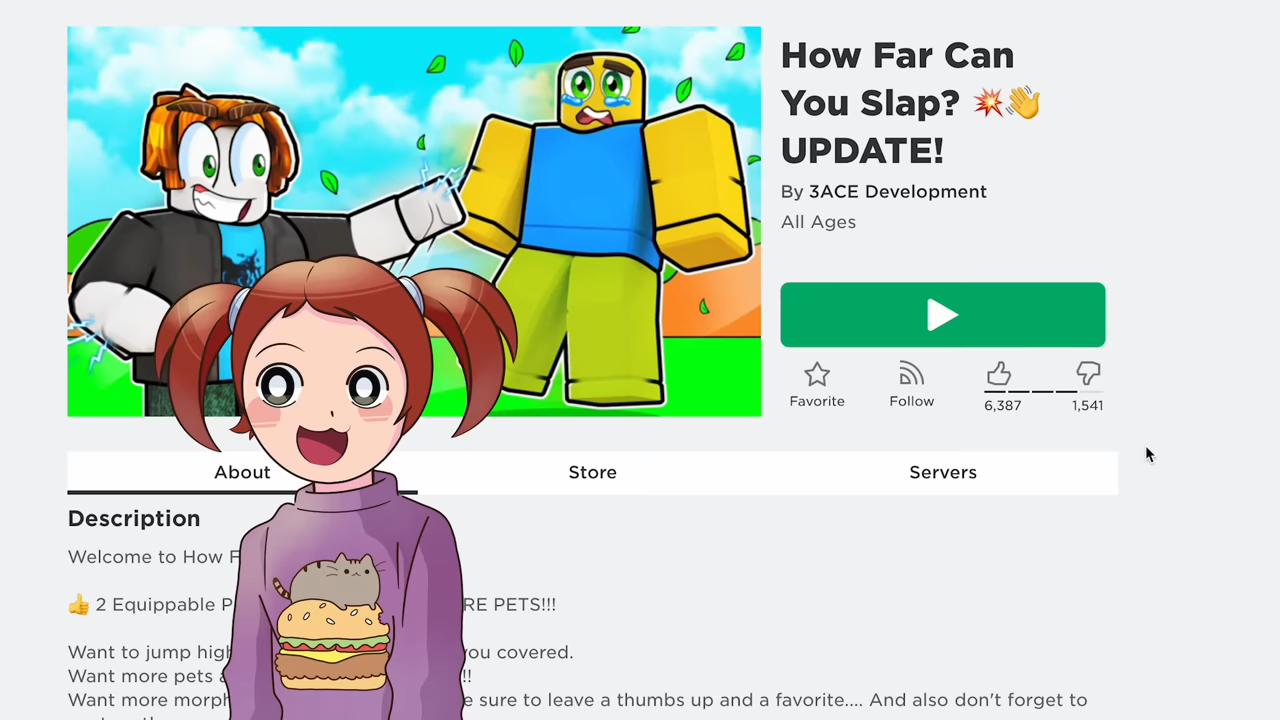 How Far Can
You Slap? 💥👋
UPDATE!
By 3ACE Development
All Ages
Favorite
Follow
6,387
1,541
About
Store
Servers
Description
Welcome to How
👍 2 Equippable RE PETS!!!
Want to jump you covered.
Want more pets !!
Want more sure to leave a thumbs up and a favorite.... And also don't forget to